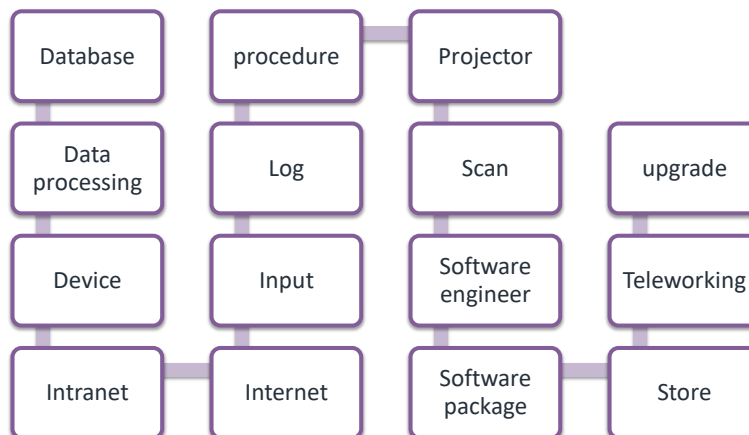 Database
Data
processing
Device
Intranet
Internet
Input
Log
procedure
Projector
Scan
Software
engineer
Software
package
Store
Teleworking
upgrade